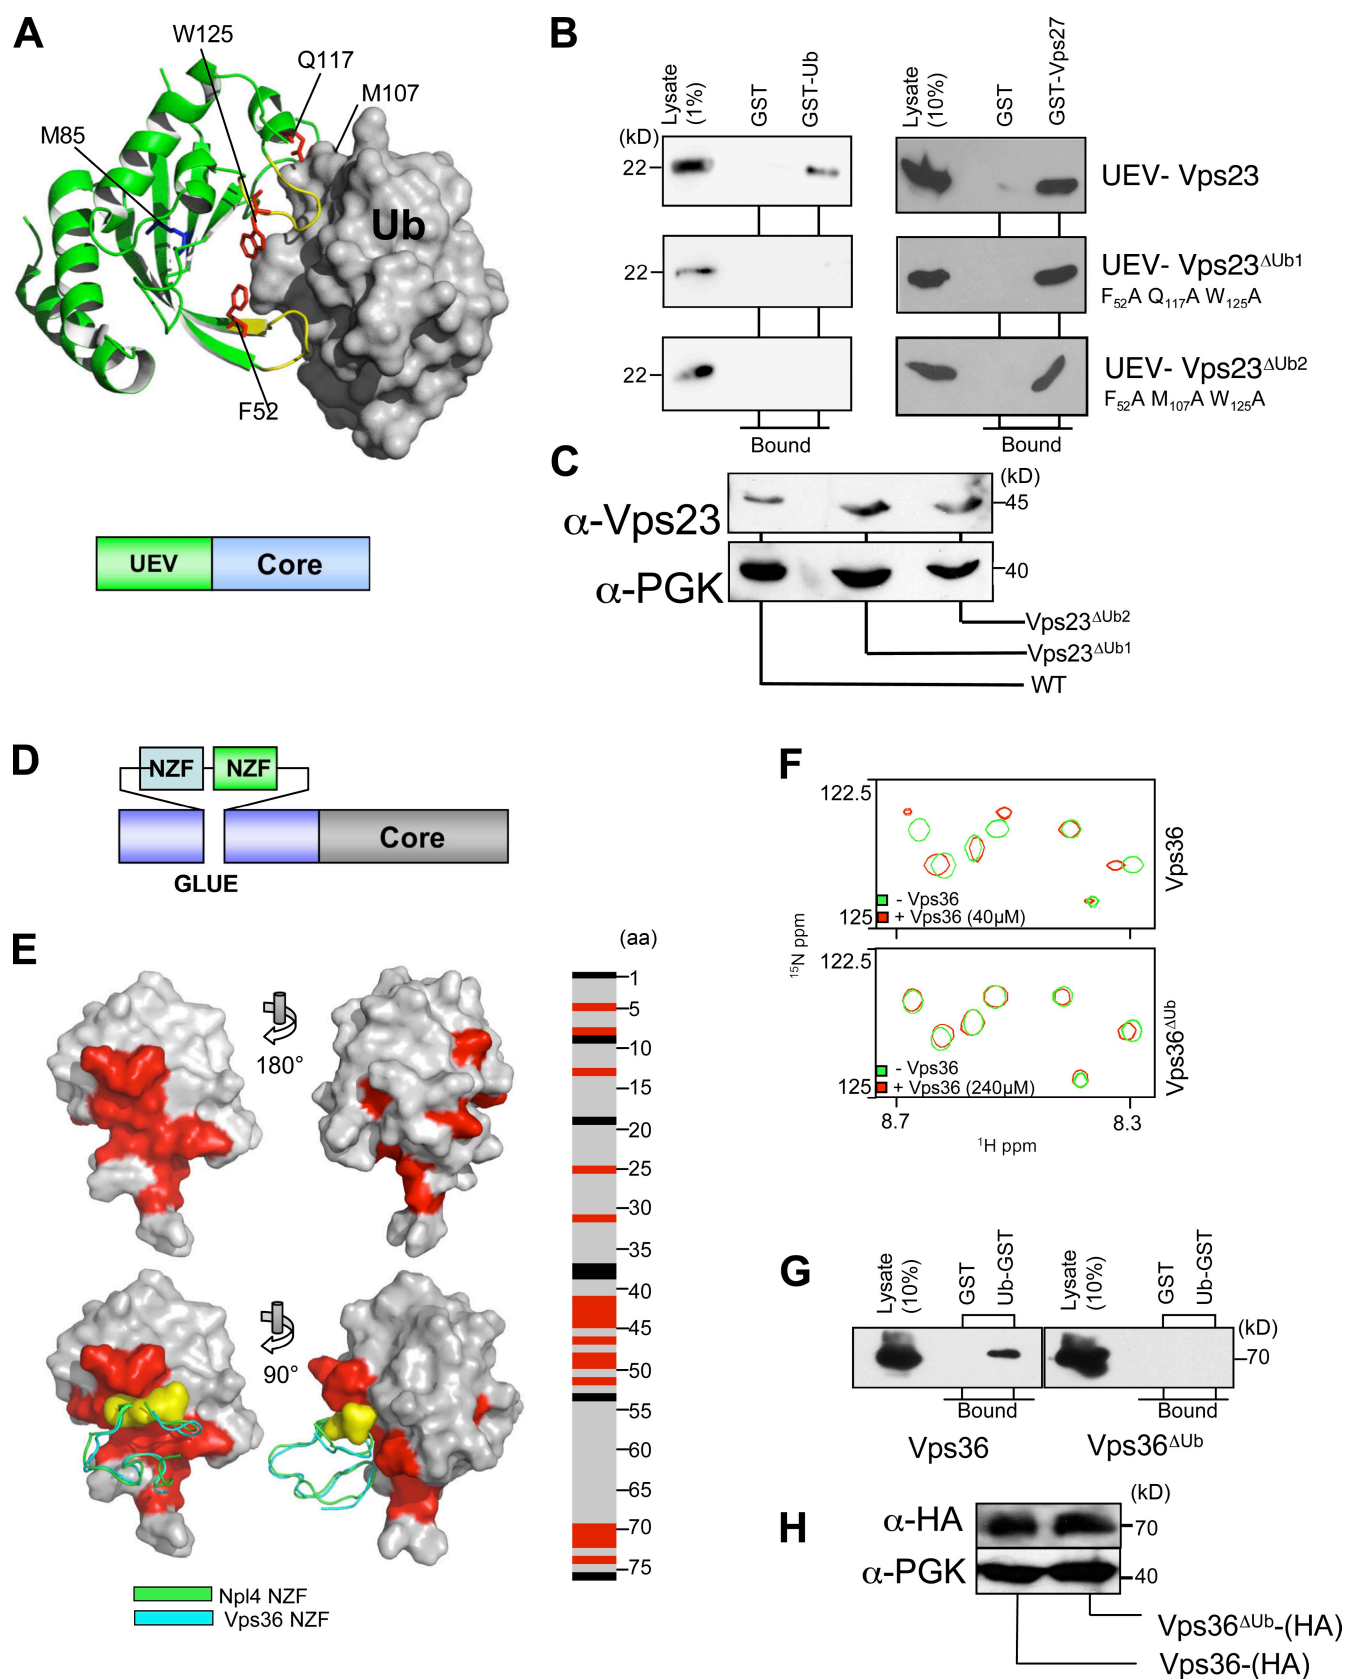 A
W125
Q117
M107
M85
Ub
F52
UEV
Core
B
Lysate (1%)
GST
GST-Ub
Lysate (10%)
GST
GST-Vps27
(kD)
22
UEV- Vps23
22
UEV- Vps23ΔUb1
F52A Q117A W125A
22
UEV- Vps23ΔUb2
F52A M107A W125A
Bound
Bound
C
(kD)
α-Vps23
45
α-PGK
40
Vps23ΔUb2
Vps23ΔUb1
WT
D
NZF
NZF
Core
GLUE
E
180°
90°
Npl4 NZF
Vps36 NZF
(aa)
1
5
10
15
20
25
30
35
40
45
50
55
60
65
70
75
F
122.5
- Vps36
+ Vps36 (40µM)
125
Vps36
15N ppm
122.5
- Vps36
+ Vps36 (240µM)
125
Vps36ΔUb
8.7
8.3
1H ppm
G
Lysate (10%)
GST
Ub-GST
Lysate (10%)
GST
Ub-GST
(kD)
70
Bound
Bound
Vps36
Vps36ΔUb
H
(kD)
α-HA
70
α-PGK
40
Vps36ΔUb-(HA)
Vps36-(HA)